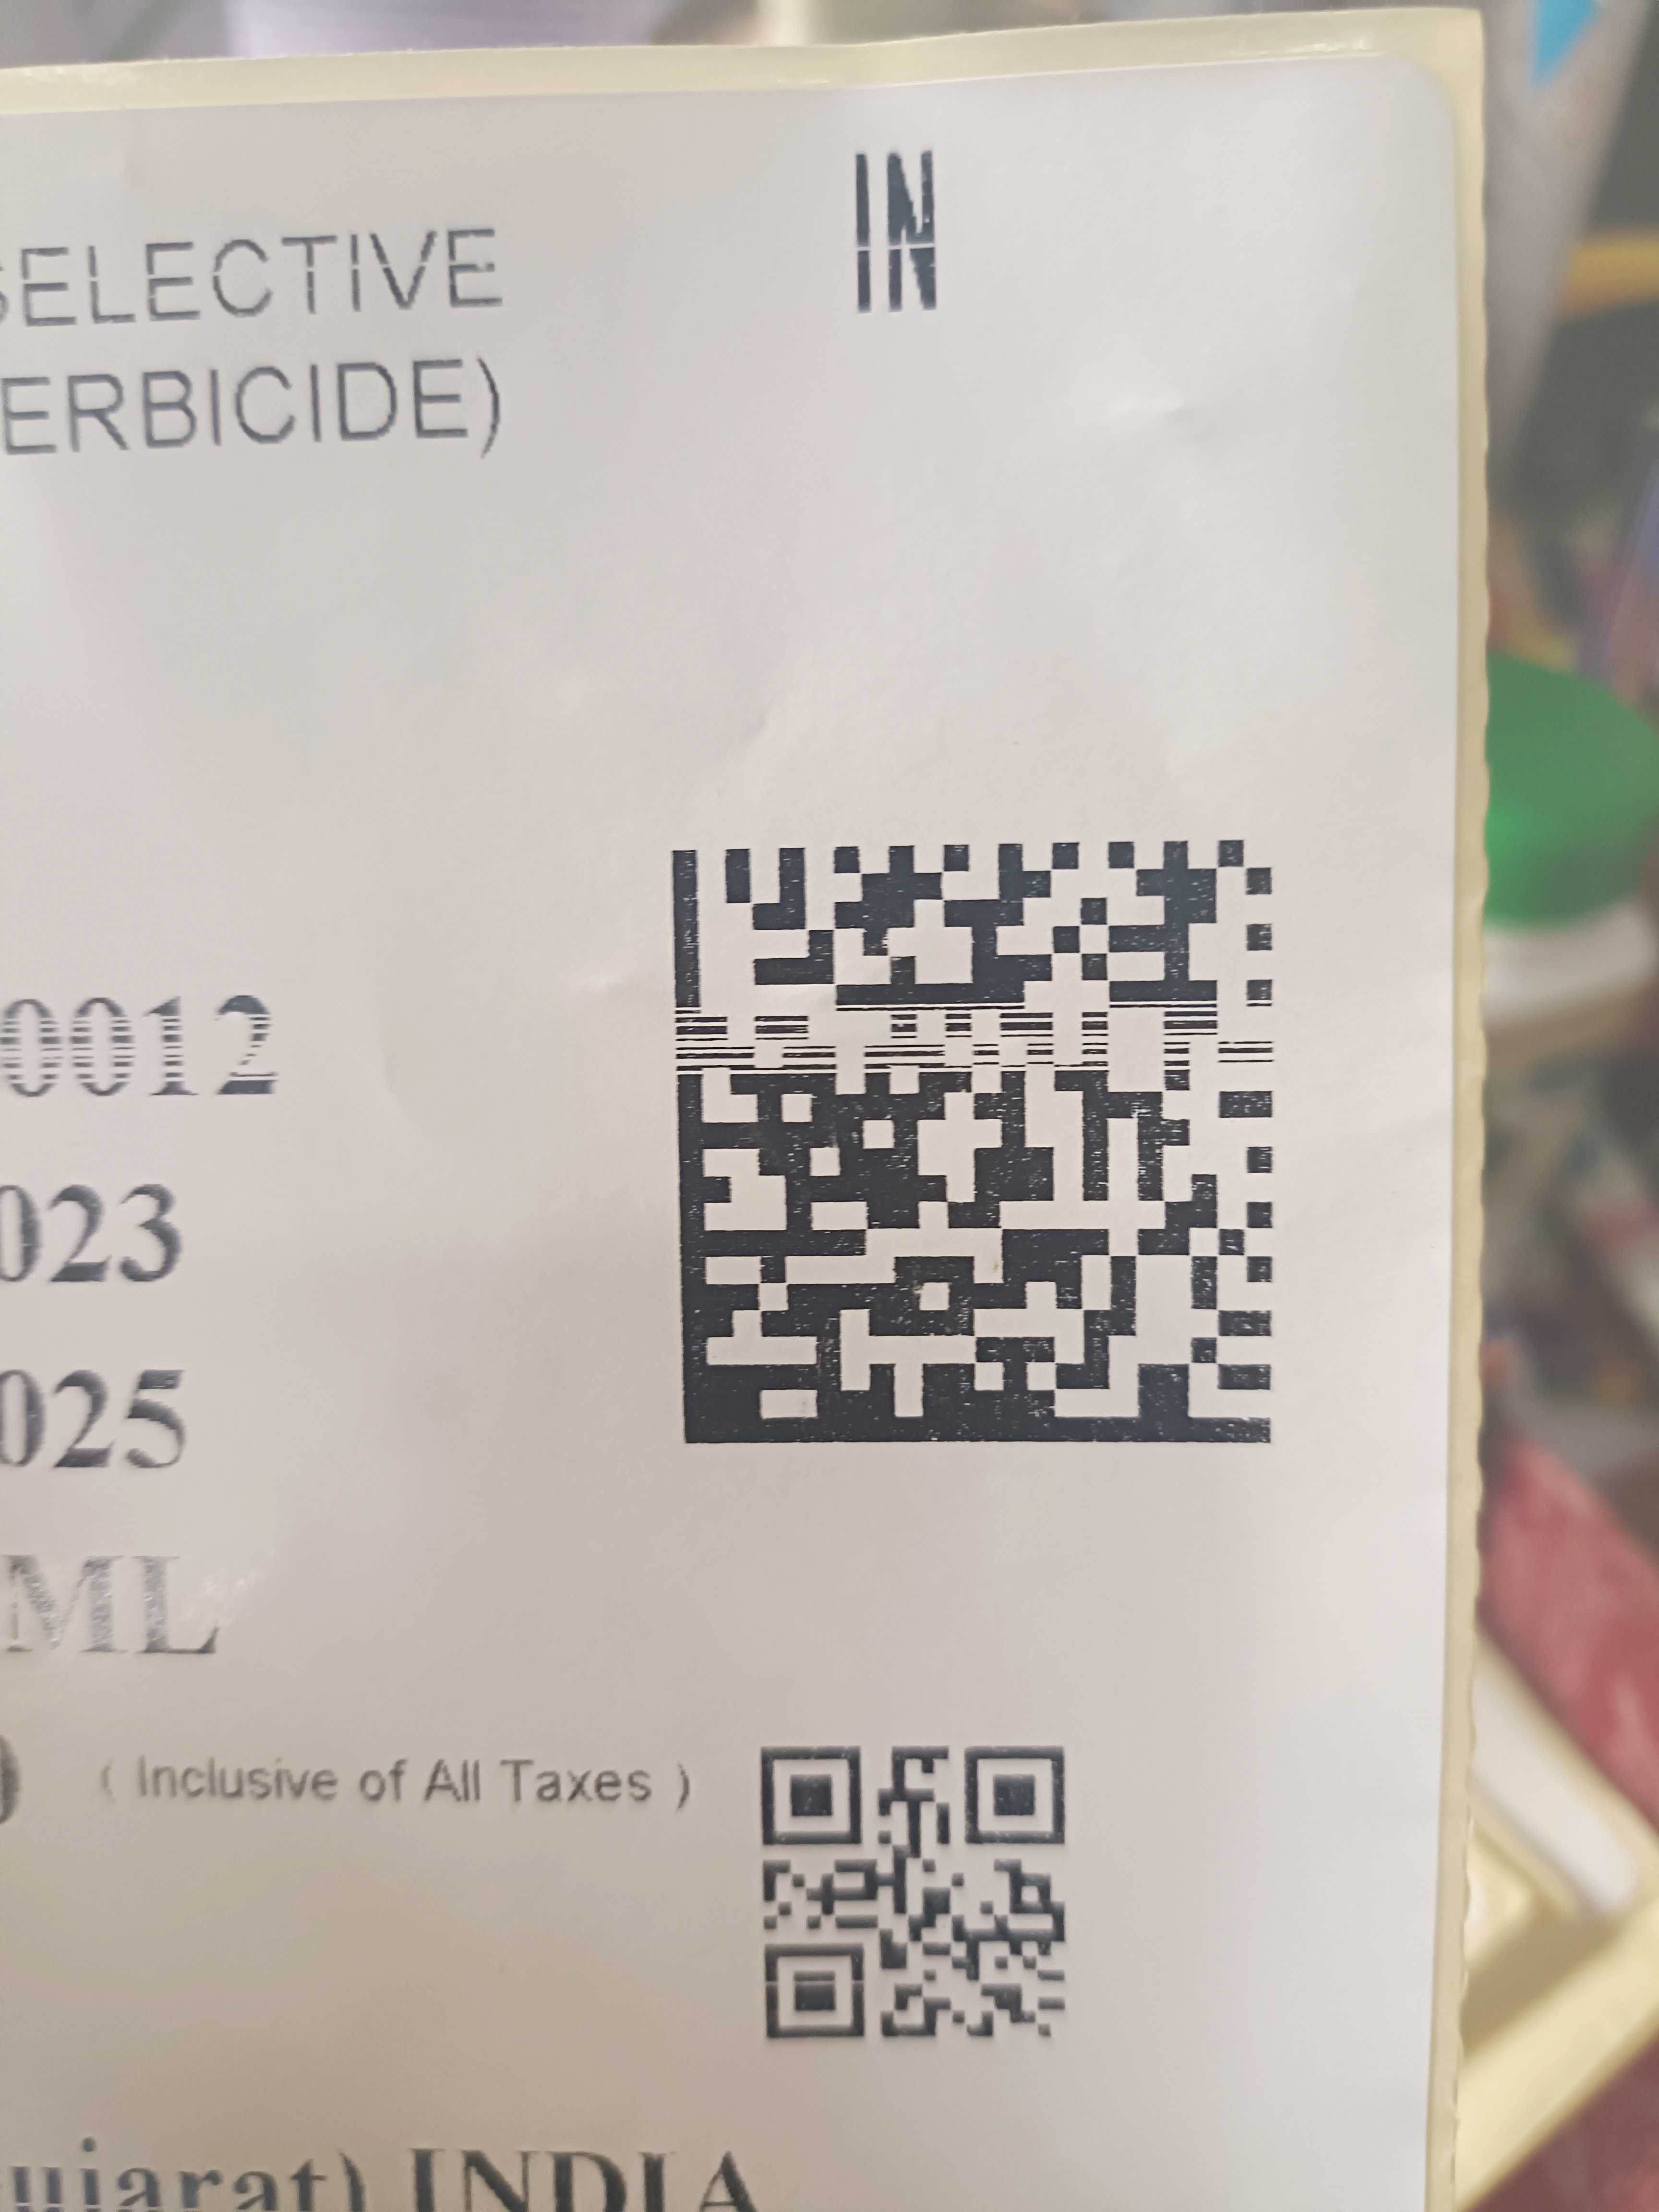 SELECTIVE
IN
ERBICIDE)
0012
023
025
ML
( Inclusive of All Taxes )
ujarat) INDIA